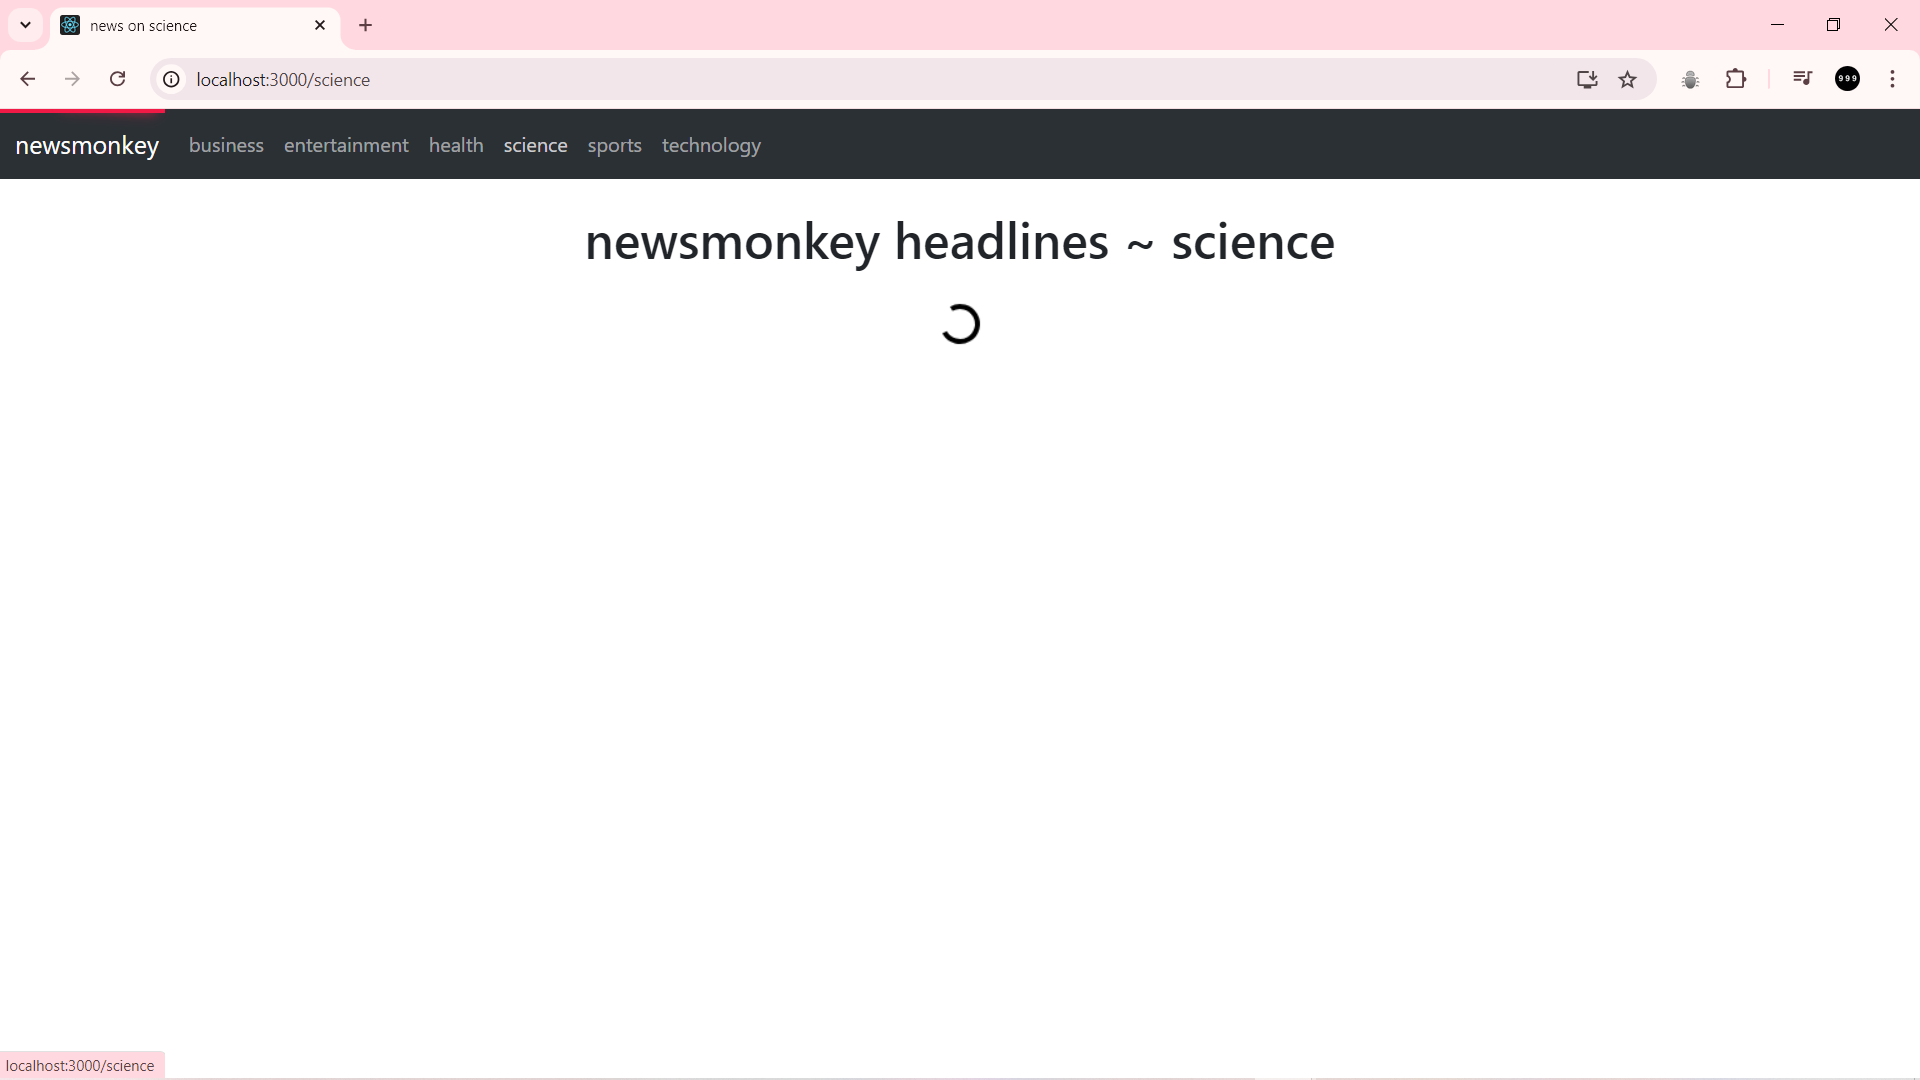 news on science
localhost:3000/science
999
newsmonkey business entertainment health science sports technology
newsmonkey headlines ~ science
localhost:3000/science